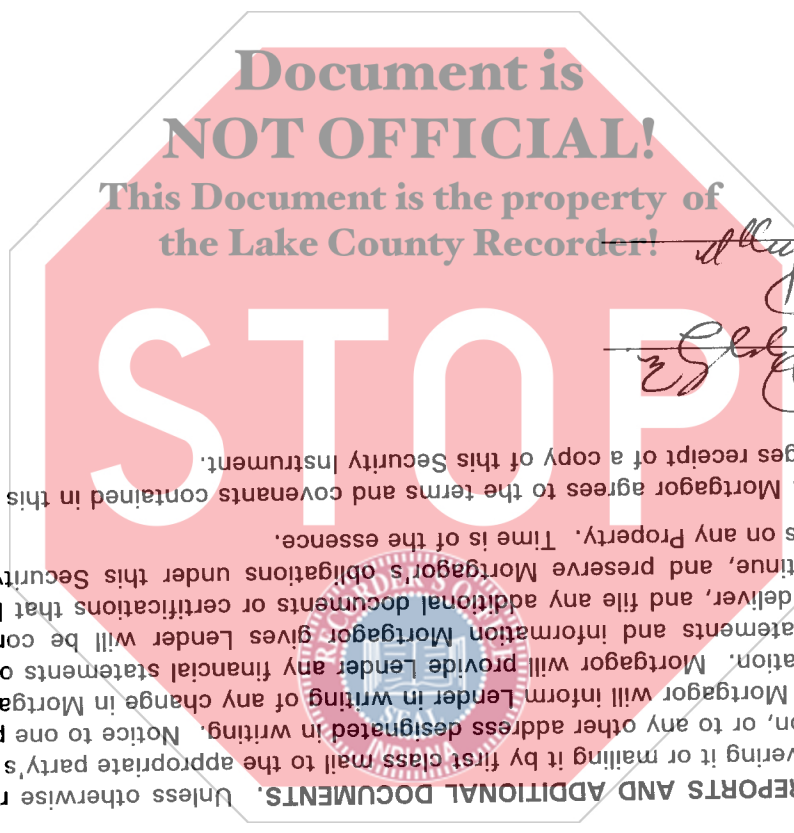 Document is
NOT OFFICIAL!
This Document is the property of
the Lake County Recorder!
STOP
REPORTS AND ADDITIONAL DOCUMENTS. Unless otherwise
vering it or mailing it by first class mail to the appropriate party's
on, or to any other address designated in writing. Notice to one
Mortgagor will inform Lender in writing of any change in Mortga
ation. Mortgagor will provide Lender any financial statements o
atements and information Mortgagor gives Lender will be cor
deliver, and file any additional documents or certifications that
tinue, and preserve Mortgagor's obligations under this Securit
s on any Property. Time is of the essence.
Mortgagor agrees to the terms and covenants contained in this
ges receipt of a copy of this Security Instrument.
SEAL
INDIANA